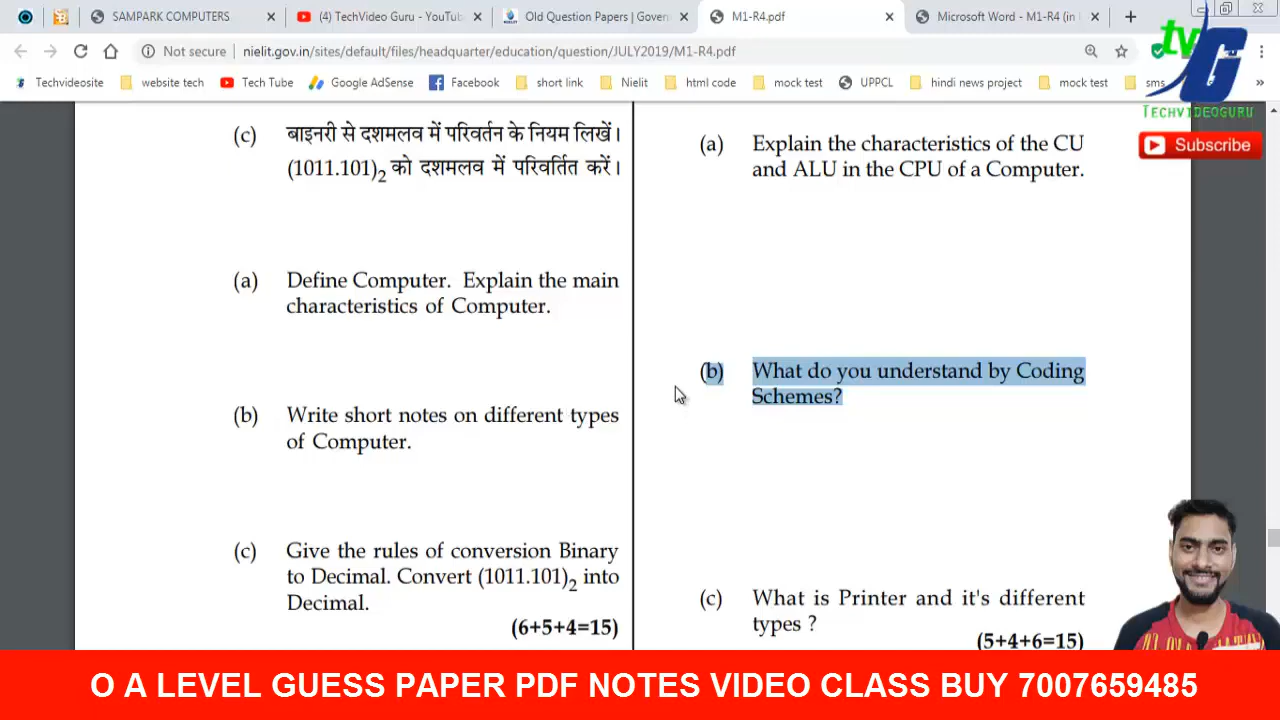 SAMPARK COMPUTERS
(4) TechVideo Guru - YouTu
Old Question Papers | Gover
M1-R4.pdf
Microsoft Word - M1-R4 (in
Not secure | nielit.gov.in/sites/default/files/headquarter/education/question/JULY2019/M1-R4.pdf
Techvideosite
website tech
Tech Tube
Google AdSense
Facebook
short link
Nielit
html code
mock test
UPPCL
hindi news project
mock test
sms
tv
G
TECHVIDEOGURU
Subscribe
(c) बाइनरी से दशमलव में परिवर्तन के नियम लिखें।
(1011.101)2 को दशमलव में परिवर्तित करें।
(a) Define Computer. Explain the main
characteristics of Computer.
(b) Write short notes on different types
of Computer.
(c) Give the rules of conversion Binary
to Decimal. Convert (1011.101)2 into
Decimal.
(6+5+4=15)
(a) Explain the characteristics of the CU
and ALU in the CPU of a Computer.
(b) What do you understand by Coding
Schemes?
(c) What is Printer and it's different
types ?
(5+4+6=15)
O A LEVEL GUESS PAPER PDF NOTES VIDEO CLASS BUY 7007659485